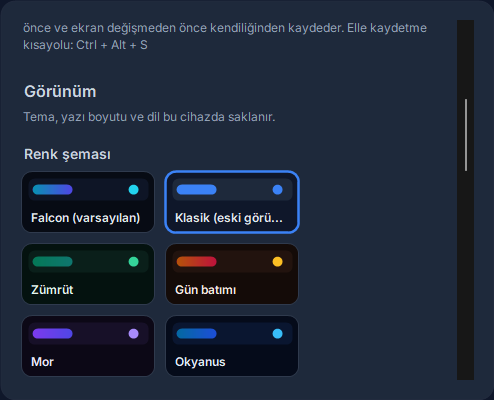 önce ve ekran değişmeden önce kendiliğinden kaydeder. Elle kaydetme
kısayolu: Ctrl + Alt + S
Görünüm
Tema, yazı boyutu ve dil bu cihazda saklanır.
Renk şeması
Falcon (varsayılan)
Klasik (eski görü...
Zümrüt
Gün batımı
Mor
Okyanus